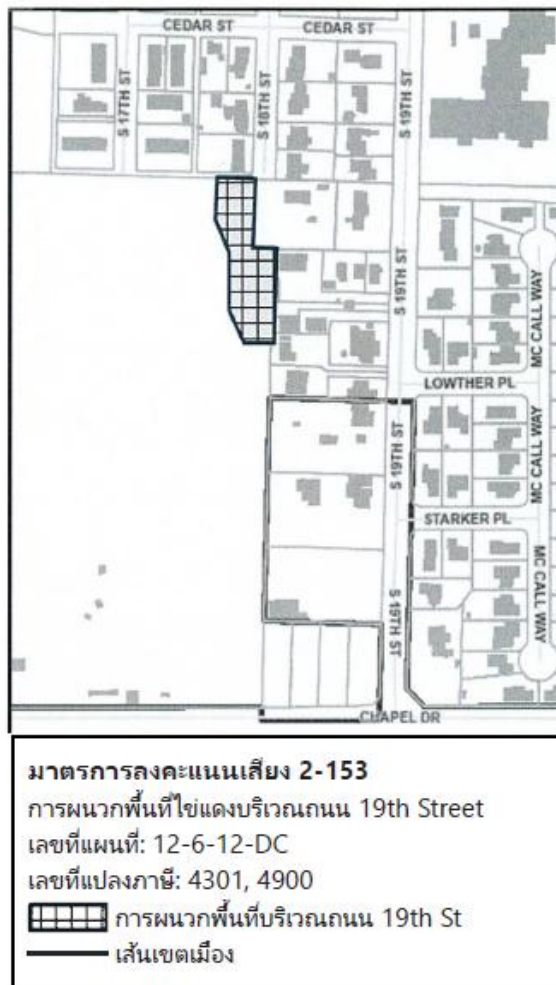 CEDAR ST
CEDAR ST
S 17TH ST
S 18TH ST
S 19TH ST
S 19TH ST
MC CALL WAY
LOWTHER PL
S 19TH ST
MC CALL WAY
STARKER PL
MC CALL WAY
S 19TH ST
CHAPEL DR
มาตรการลงคะแนนเสียง 2-153
การผนวกพื้นที่ไข่แดงบริเวณถนน 19th Street
เลขที่แผนที่: 12-6-12-DC
เลขที่แปลงภาษี: 4301, 4900
การผนวกพื้นที่บริเวณถนน 19th St
เส้นเขตเมือง